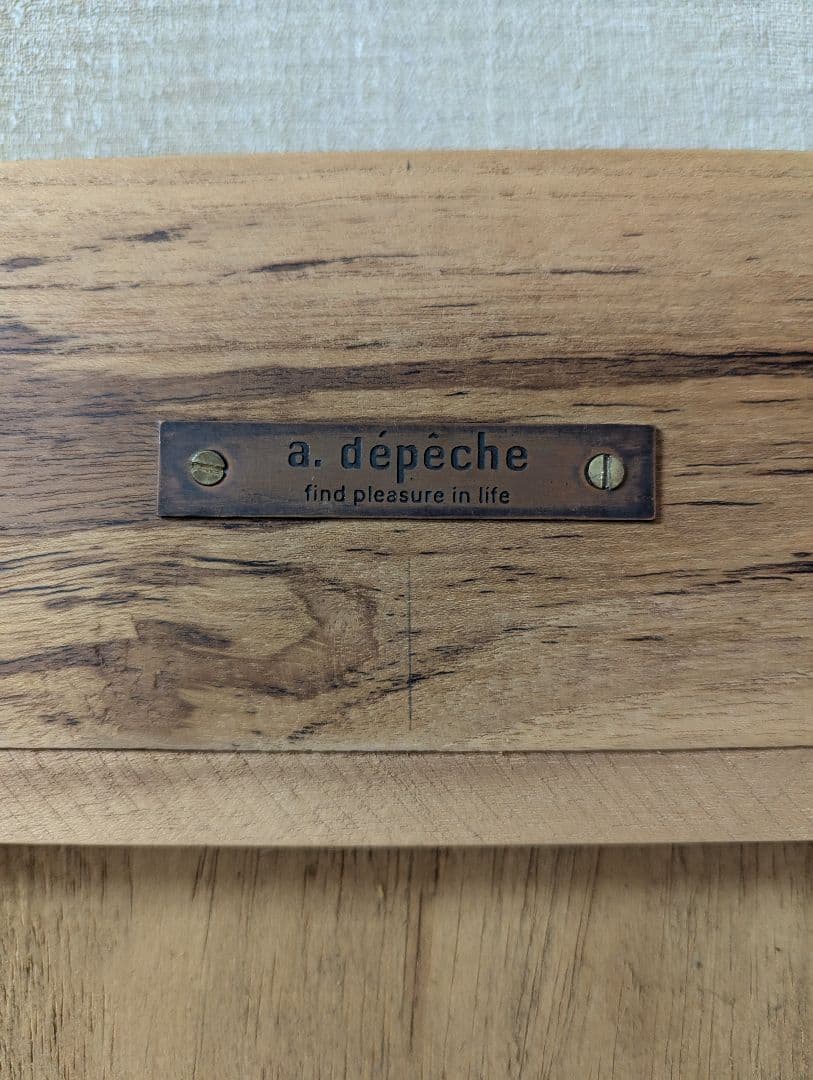 a. dépêche
find pleasure in life